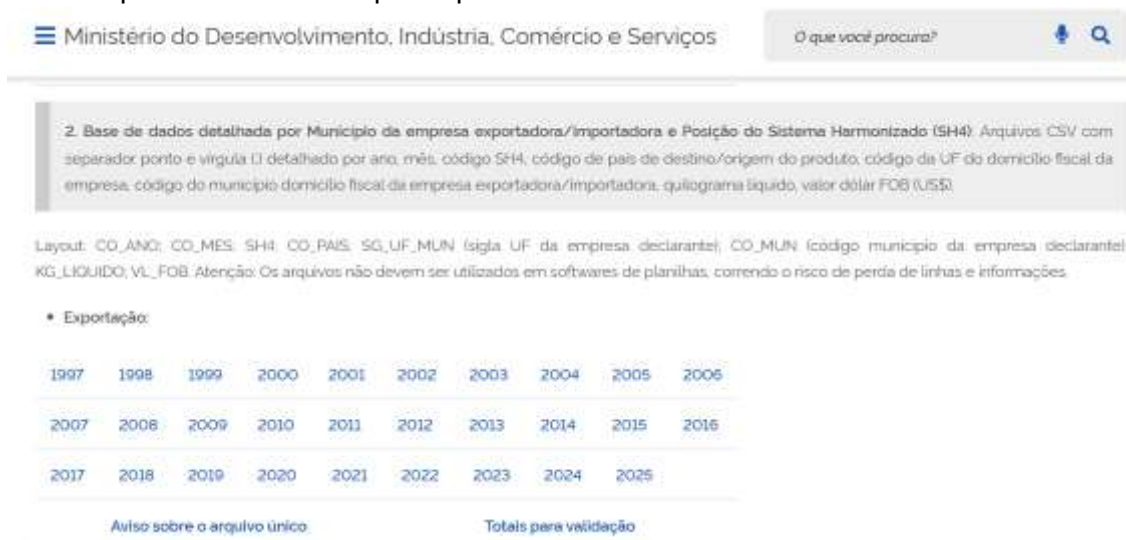 Ministério do Desenvolvimento, Indústria, Comércio e Serviços
O que você procura?
2. Base de dados detalhada por Município da empresa exportadora/importadora e Posição do Sistema Harmonizado (SH4): Arquivos CSV com
separador ponto e vírgula (;) detalhado por ano, mês, código SH4, código de país de destino/origem do produto, código da UF do domicílio fiscal da
empresa, código do município domicílio fiscal da empresa exportadora/importadora, quilograma líquido, valor dólar FOB (US$).
Layout: CO_ANO; CO_MES; SH4; CO_PAIS; SG_UF_MUN (sigla UF da empresa declarante); CO_MUN (código município da empresa declarante)
KG_LIQUIDO; VL_FOB. Atenção: Os arquivos não devem ser utilizados em softwares de planilhas, correndo o risco de perda de linhas e informações.
• Exportação:
1997 1998 1999 2000 2001 2002 2003 2004 2005 2006
2007 2008 2009 2010 2011 2012 2013 2014 2015 2016
2017 2018 2019 2020 2021 2022 2023 2024 2025
Aviso sobre o arquivo único Totais para validação